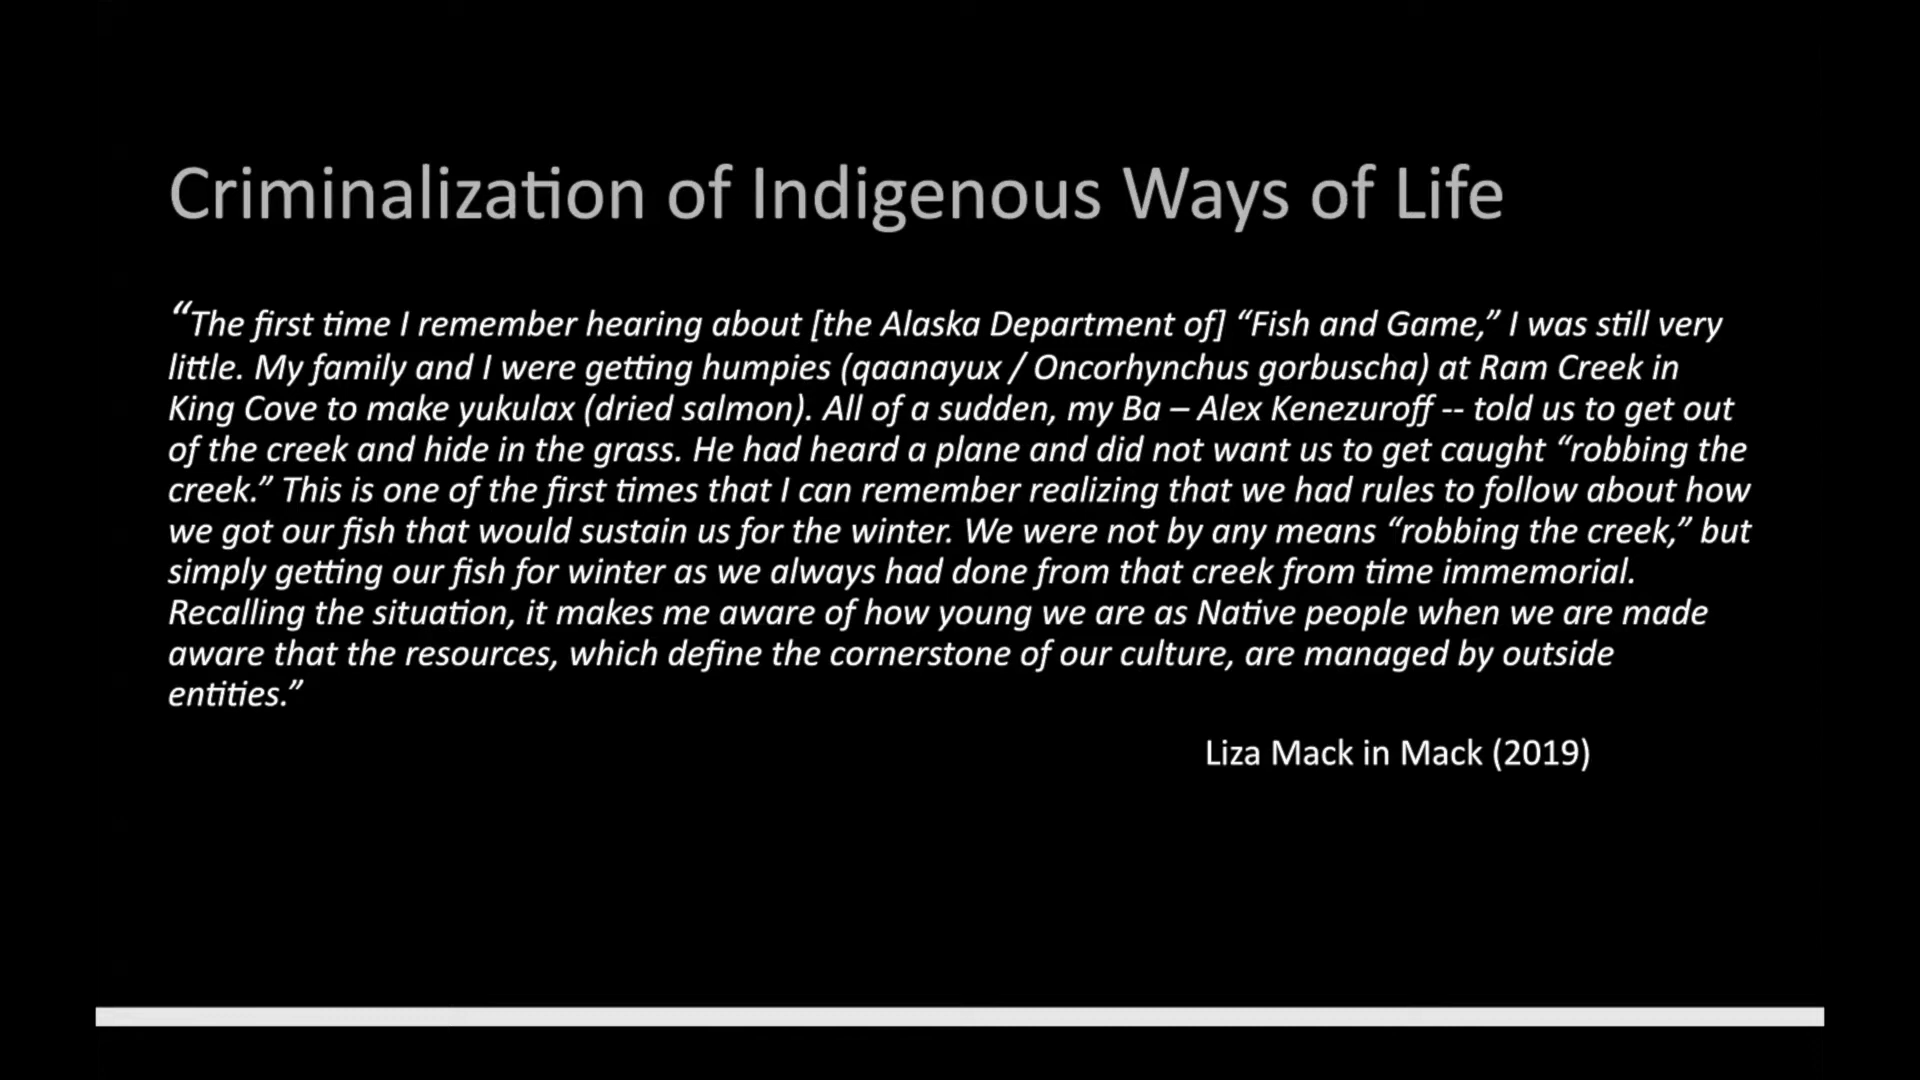 Criminalization of Indigenous Ways of Life
“The first time I remember hearing about [the Alaska Department of] “Fish and Game,” I was still very
little. My family and I were getting humpies (qaanayux / Oncorhynchus gorbuscha) at Ram Creek in
King Cove to make yukulax (dried salmon). All of a sudden, my Ba – Alex Kenezuroff -- told us to get out
of the creek and hide in the grass. He had heard a plane and did not want us to get caught “robbing the
creek.” This is one of the first times that I can remember realizing that we had rules to follow about how
we got our fish that would sustain us for the winter. We were not by any means “robbing the creek,” but
simply getting our fish for winter as we always had done from that creek from time immemorial.
Recalling the situation, it makes me aware of how young we are as Native people when we are made
aware that the resources, which define the cornerstone of our culture, are managed by outside
entities.”
Liza Mack in Mack (2019)